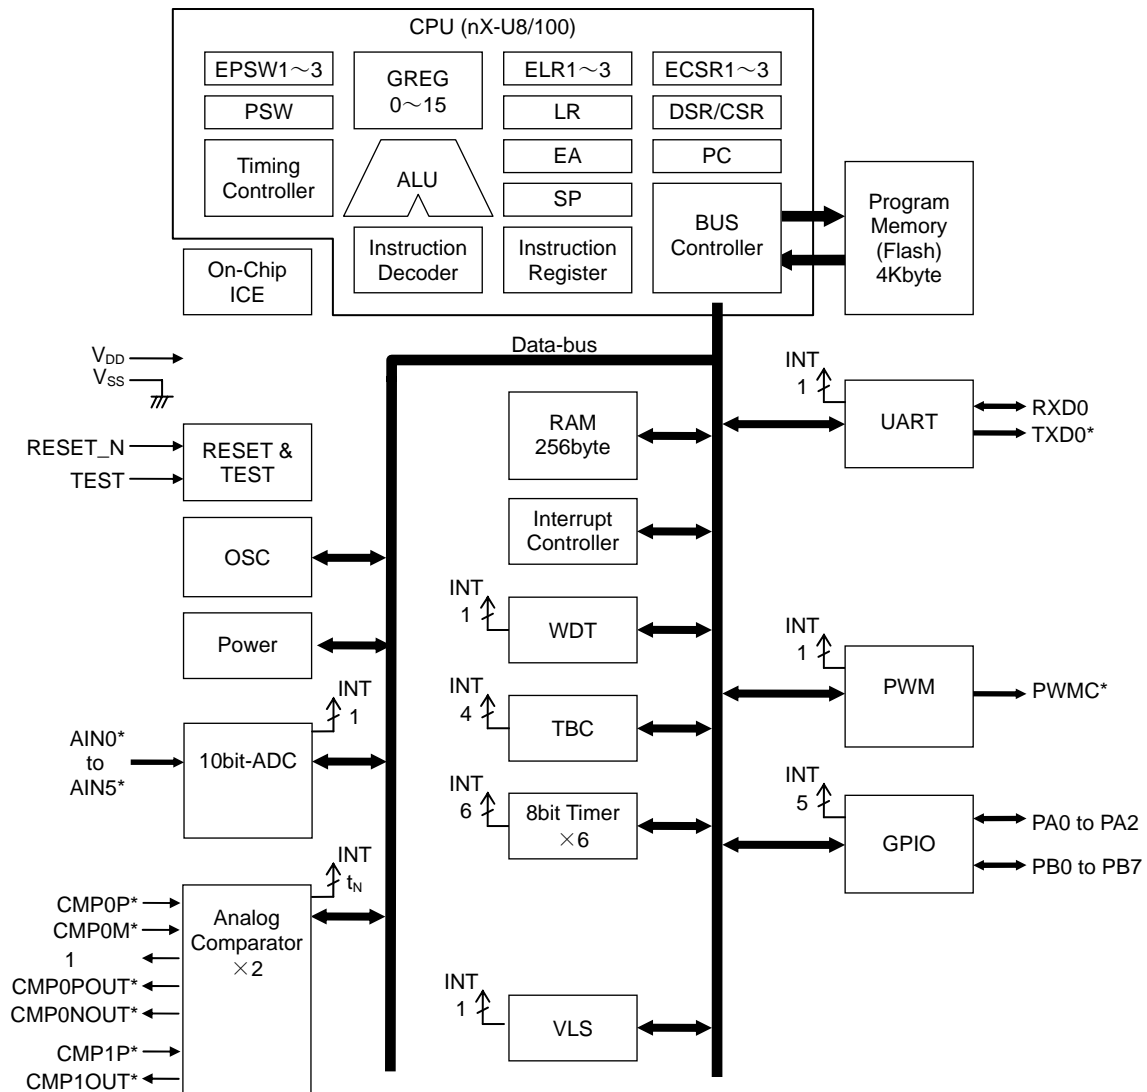 CPU (nX-U8/100)
EPSW1～3
GREG
0～15
ELR1～3
ECSR1～3
PSW
LR
DSR/CSR
Timing
Controller
ALU
EA
PC
SP
BUS
Controller
Program
Memory
(Flash)
4Kbyte
Instruction
Decoder
Instruction
Register
On-Chip
ICE
Data-bus
VDD
VSS
RESET_N
TEST
RESET &
TEST
RAM
256byte
INT
1
UART
RXD0
TXD0*
OSC
Interrupt
Controller
Power
INT
1
WDT
INT
1
PWM
PWMC*
AIN0*
to
AIN5*
10bit-ADC
INT
1
INT
4
TBC
INT
6
8bit Timer
×6
INT
5
GPIO
PA0 to PA2
PB0 to PB7
CMP0P*
CMP0M*
1
CMP0POUT*
CMP0NOUT*
CMP1P*
CMP1OUT*
Analog
Comparator
×2
INT
tN
INT
1
VLS